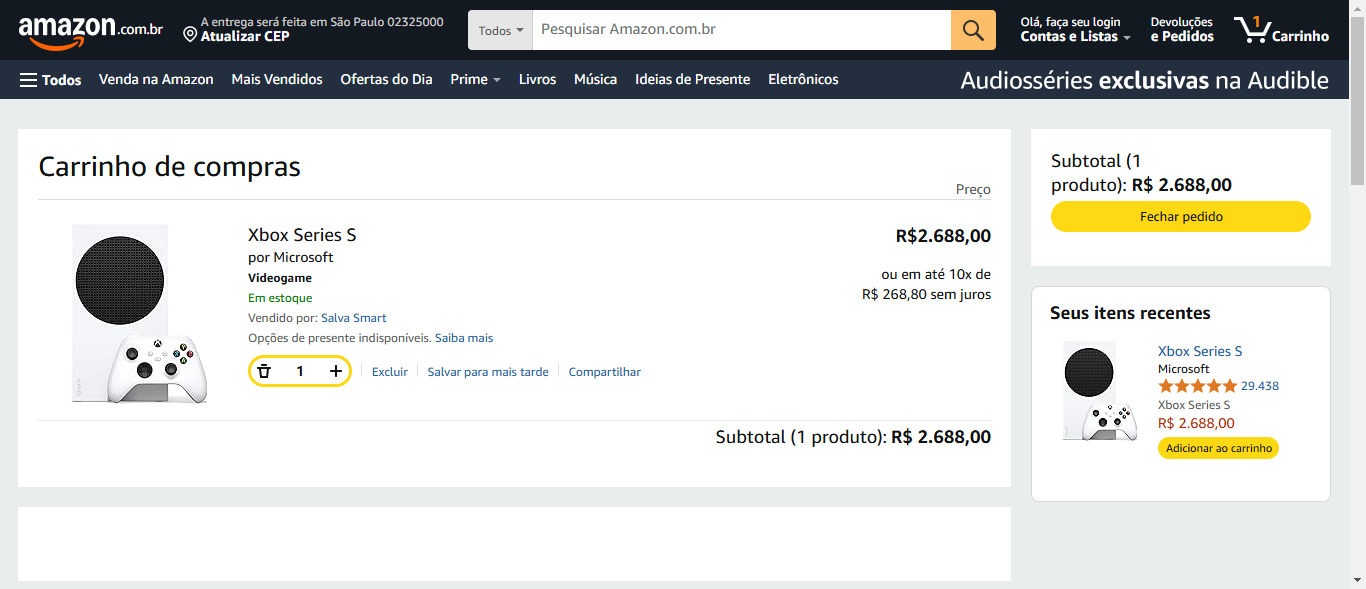 amazon.com.br
A entrega será feita em São Paulo 02325000
Atualizar CEP
Todos
Pesquisar Amazon.com.br
Olá, faça seu login
Contas e Listas
Devoluções
e Pedidos
1
Carrinho
Todos
Venda na Amazon
Mais Vendidos
Ofertas do Dia
Prime
Livros
Música
Ideias de Presente
Eletrônicos
Audiosséries exclusivas na Audible
Carrinho de compras
Preço
Xbox Series S
por Microsoft
Videogame
Em estoque
Vendido por: Salva Smart
Opções de presente indisponíveis. Saiba mais
1
Excluir
Salvar para mais tarde
Compartilhar
R$2.688,00
ou em até 10x de
R$ 268,80 sem juros
Subtotal (1 produto): R$ 2.688,00
Subtotal (1
produto): R$ 2.688,00
Fechar pedido
Seus itens recentes
Xbox Series S
Microsoft
29.438
Xbox Series S
R$ 2.688,00
Adicionar ao carrinho